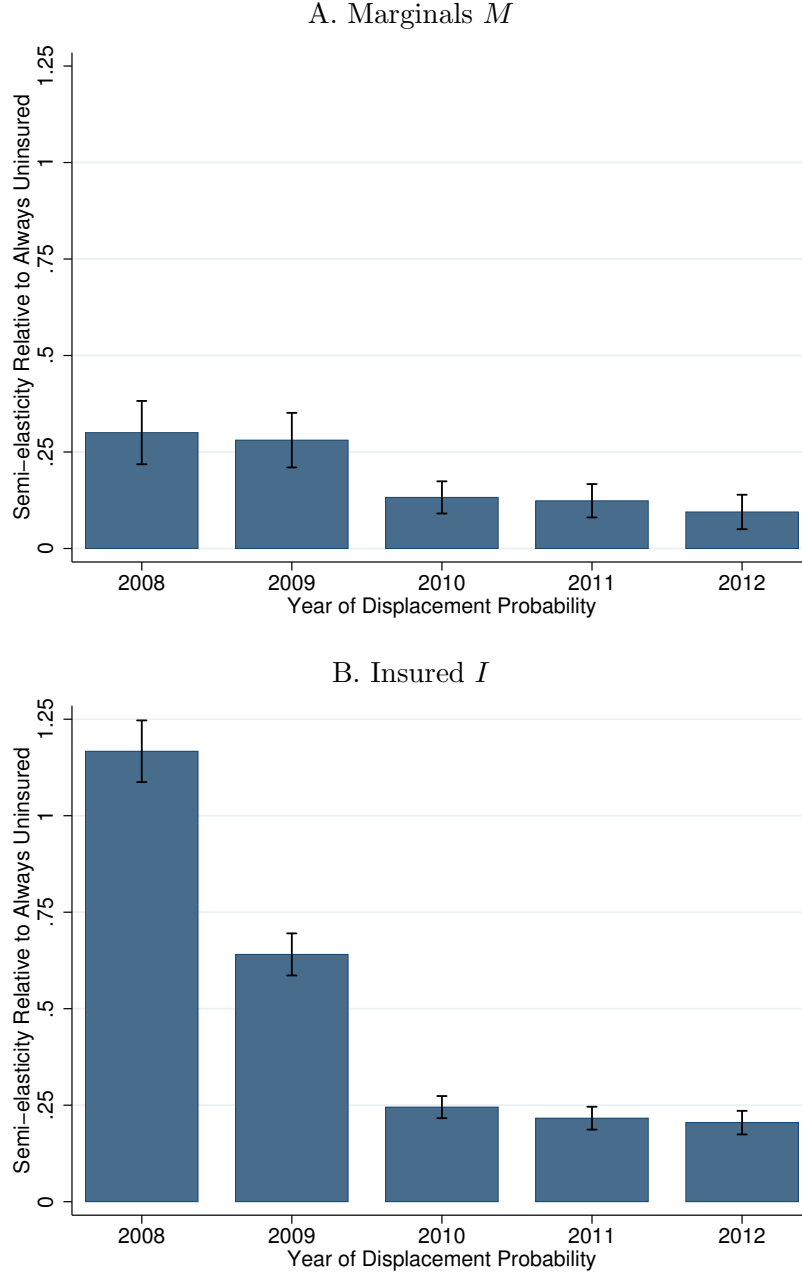 A. Marginals M
Semi-elasticity Relative to Always Uninsured
1.25
1
.75
.5
.25
0
2008 2009 2010 2011 2012
Year of Displacement Probability
B. Insured I
Semi-elasticity Relative to Always Uninsured
1.25
1
.75
.5
.25
0
2008 2009 2010 2011 2012
Year of Displacement Probability